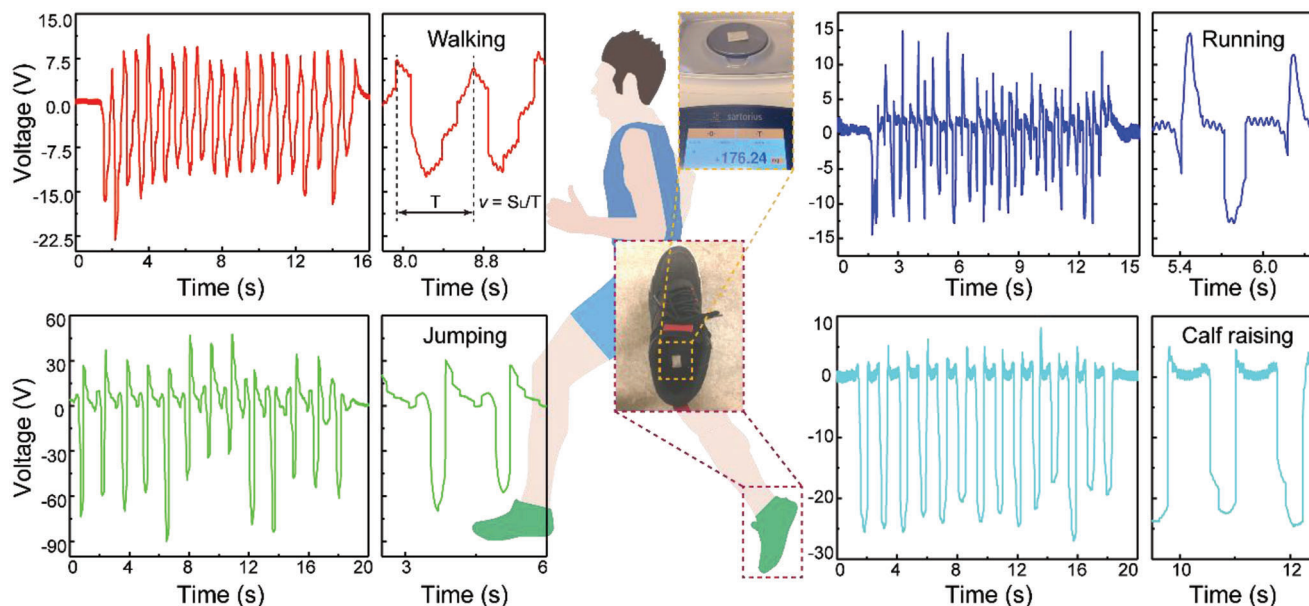 Voltage (V)
15.0
7.5
0.0
-7.5
-15.0
-22.5
0 4 8 12 16
Time (s)
Walking
T
v = SL/T
8.0 8.8
Time (s)
sartorius
176.24
Voltage (V)
15
10
5
0
-5
-10
-15
0 3 6 9 12 15
Time (s)
Running
5.4 6.0
Time (s)
Voltage (V)
60
30
0
-30
-60
-90
0 4 8 12 16 20
Time (s)
Jumping
3 6
Time (s)
Voltage (V)
10
0
-10
-20
-30
0 4 8 12 16 20
Time (s)
Calf raising
10 12
Time (s)